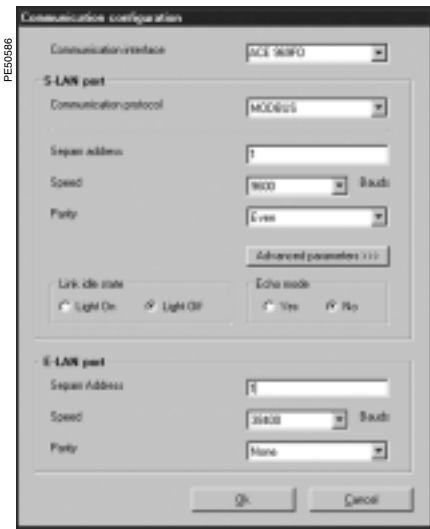 Communication configuration
PE50586
Communication interface
ACE 969FO
S-LAN port
Communication protocol
MODBUS
Sepam address
1
Speed
9600
Bauds
Parity
Even
Advanced parameters >>>
Link idle state
Echo mode
Light On
Light Off
Yes
No
E-LAN port
Sepam Address
1
Speed
38400
Bauds
Parity
None
Ok
Cancel